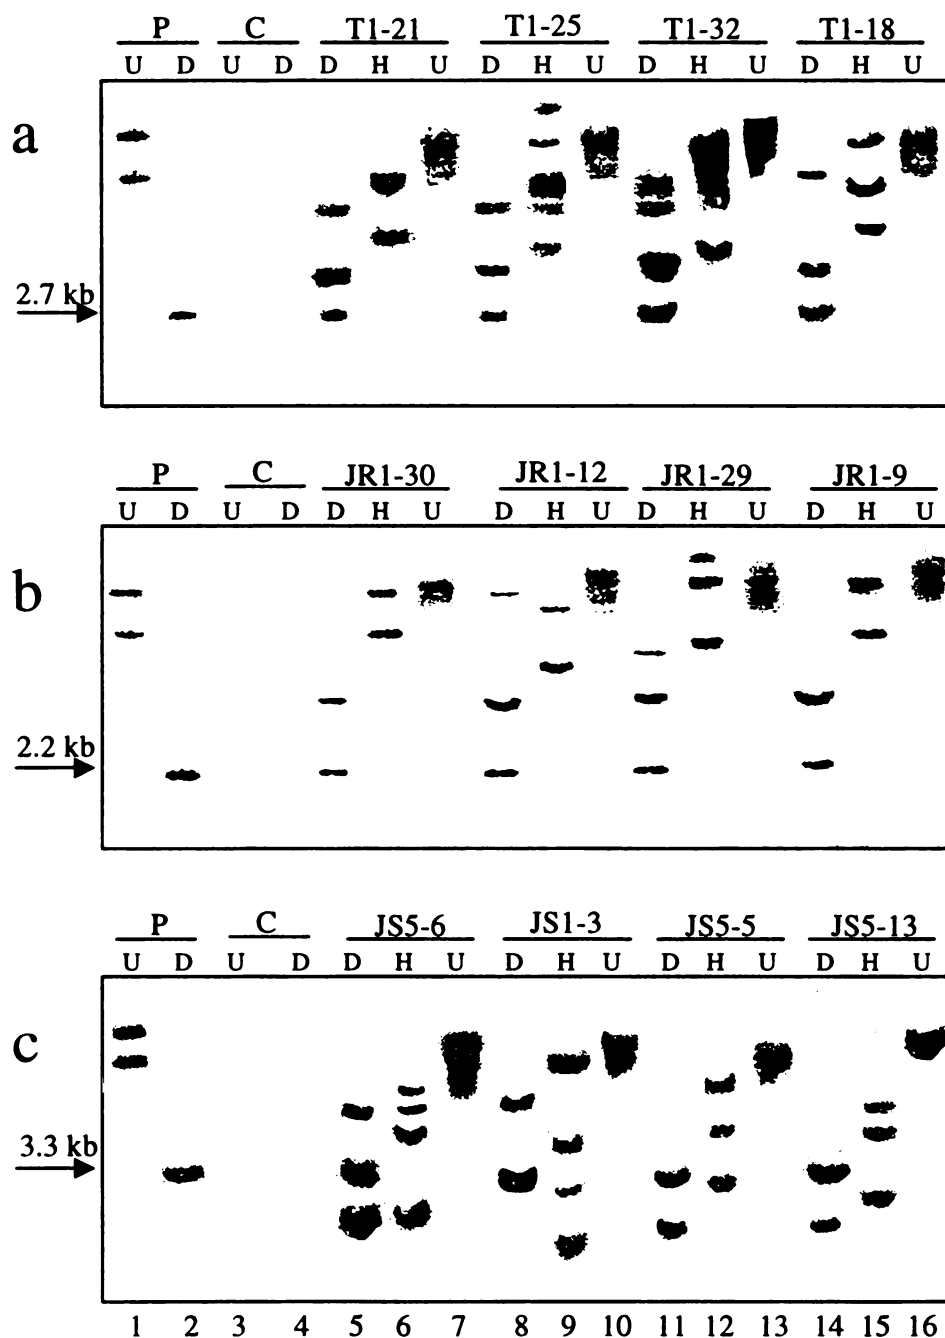 P C T1-21 T1-25 T1-32 T1-18
U D U D D H U D H U D H U D H U
a
2.7 kb
P C JR1-30 JR1-12 JR1-29 JR1-9
U D U D D H U D H U D H U D H U
b
2.2 kb
P C JS5-6 JS1-3 JS5-5 JS5-13
U D U D D H U D H U D H U D H U
c
3.3 kb
1 2 3 4 5 6 7 8 9 10 11 12 13 14 15 16